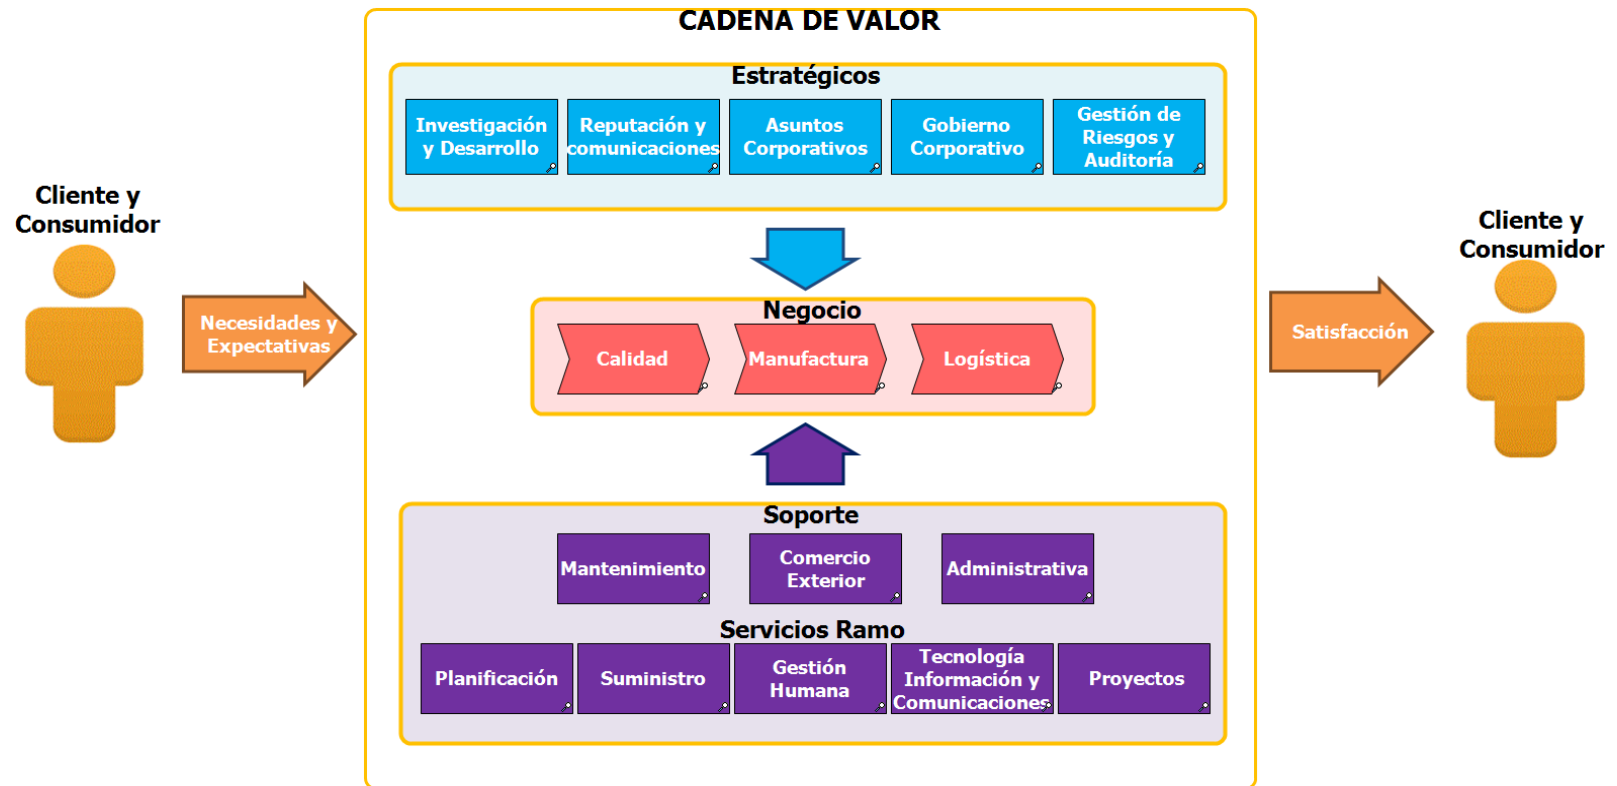 CADENA DE VALOR
Estratégicos
Investigación
y Desarrollo
Reputación y
comunicaciones
Asuntos
Corporativos
Gobierno
Corporativo
Gestión de
Riesgos y
Auditoría
Cliente y
Consumidor
Necesidades y
Expectativas
Negocio
Calidad
Manufactura
Logística
Satisfacción
Cliente y
Consumidor
Soporte
Mantenimiento
Comercio
Exterior
Administrativa
Servicios Ramo
Planificación
Suministro
Gestión
Humana
Tecnología
Información y
Comunicaciones
Proyectos